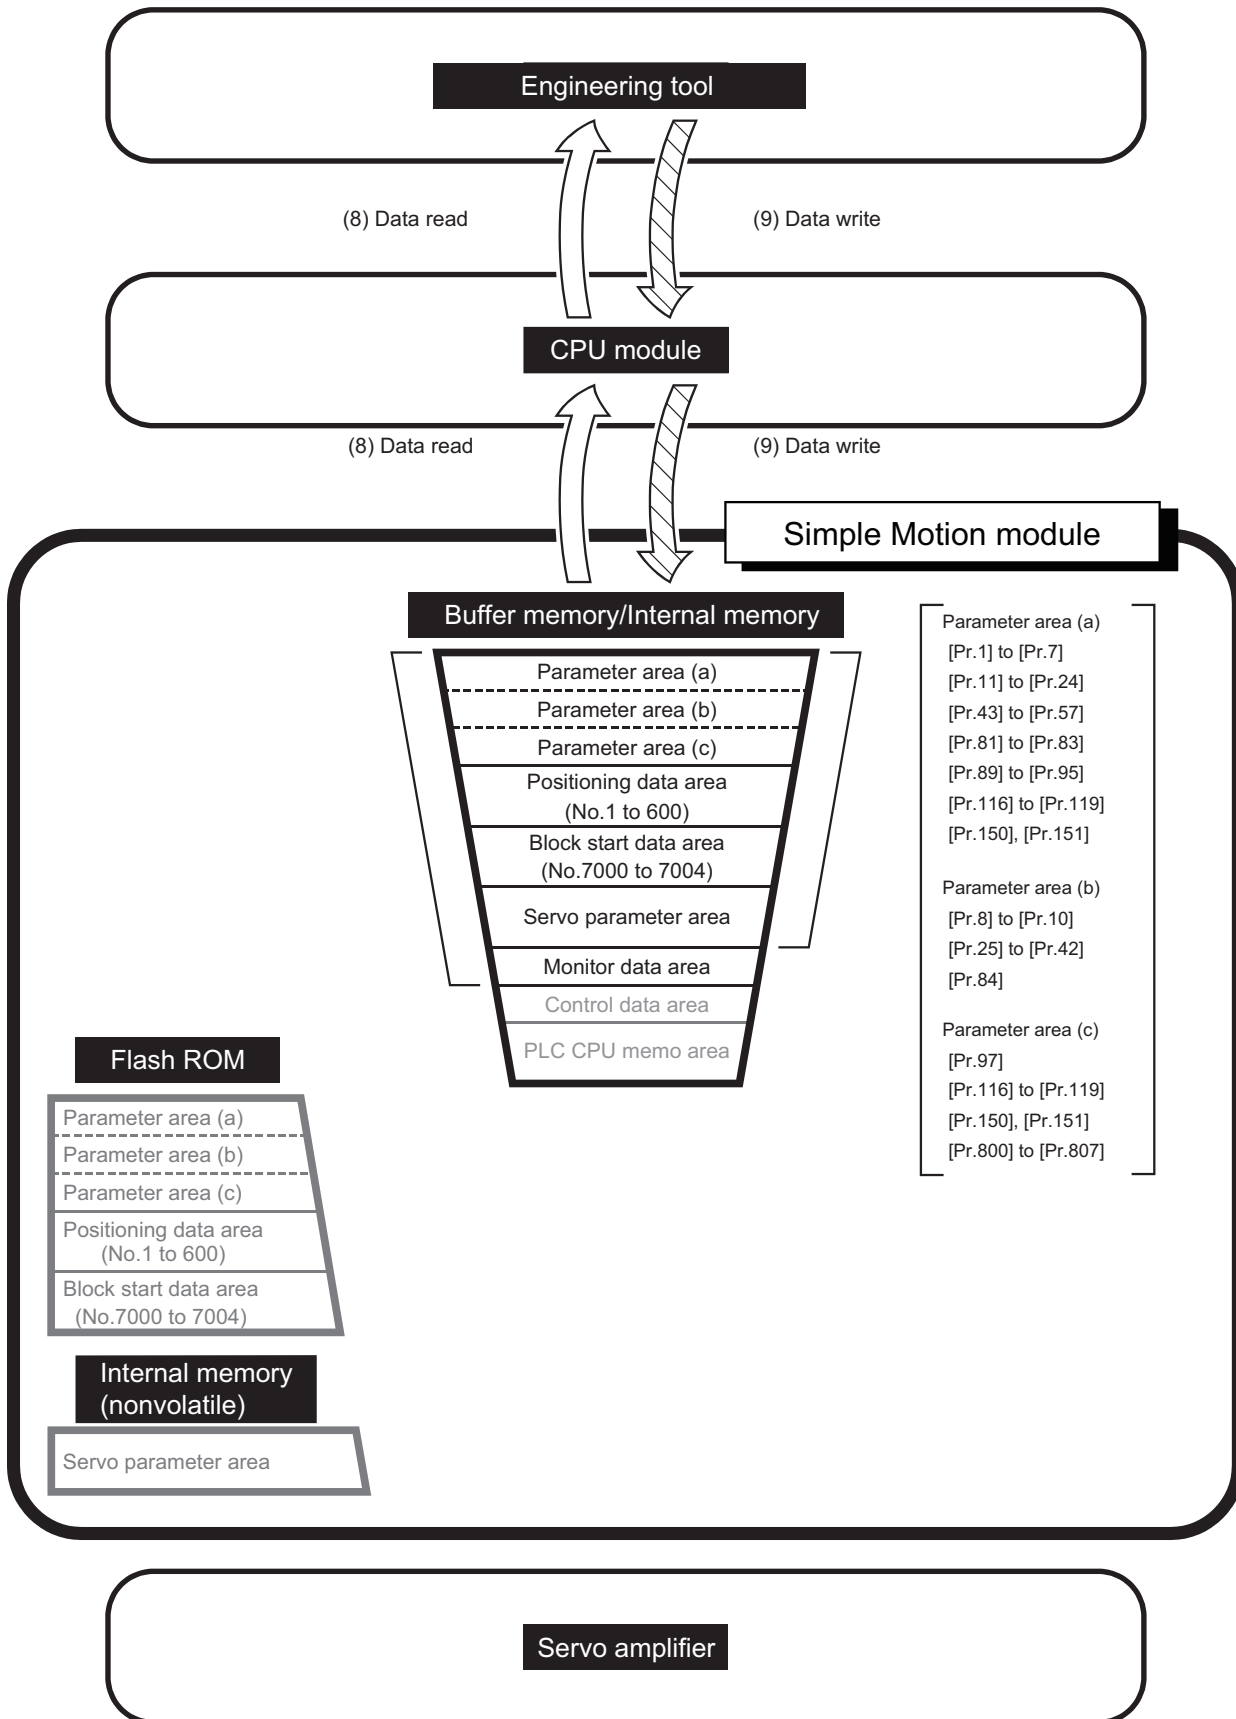 Engineering tool
(8) Data read
(9) Data write
CPU module
(8) Data read
(9) Data write
Simple Motion module
Buffer memory/Internal memory
Parameter area (a)
Parameter area (b)
Parameter area (c)
Positioning data area
(No.1 to 600)
Block start data area
(No.7000 to 7004)
Servo parameter area
Monitor data area
Control data area
PLC CPU memo area
Parameter area (a)
[Pr.1] to [Pr.7]
[Pr.11] to [Pr.24]
[Pr.43] to [Pr.57]
[Pr.81] to [Pr.83]
[Pr.89] to [Pr.95]
[Pr.116] to [Pr.119]
[Pr.150], [Pr.151]
Parameter area (b)
[Pr.8] to [Pr.10]
[Pr.25] to [Pr.42]
[Pr.84]
Parameter area (c)
[Pr.97]
[Pr.116] to [Pr.119]
[Pr.150], [Pr.151]
[Pr.800] to [Pr.807]
Flash ROM
Parameter area (a)
Parameter area (b)
Parameter area (c)
Positioning data area
(No.1 to 600)
Block start data area
(No.7000 to 7004)
Internal memory
(nonvolatile)
Servo parameter area
Servo amplifier